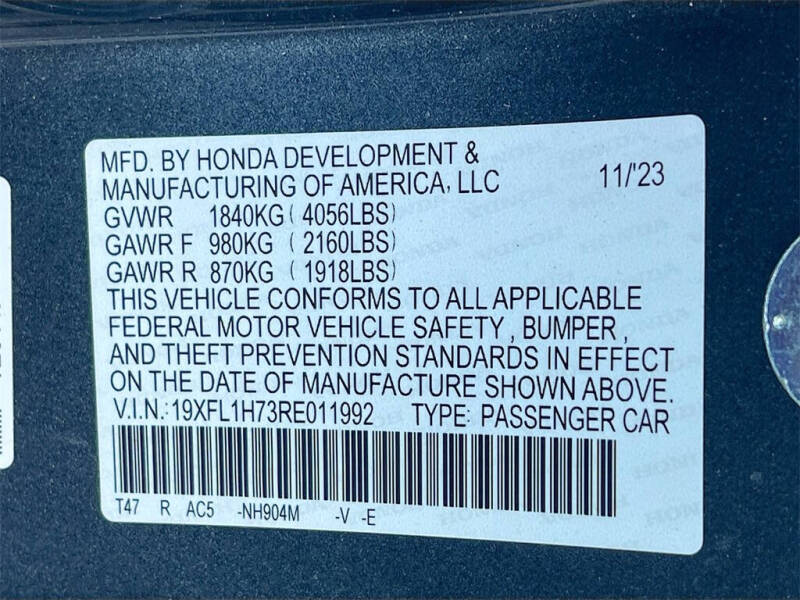 MFD. BY HONDA DEVELOPMENT &
MANUFACTURING OF AMERICA, LLC 11/'23
GVWR 1840KG ( 4056LBS)
GAWR F 980KG ( 2160LBS)
GAWR R 870KG ( 1918LBS)
THIS VEHICLE CONFORMS TO ALL APPLICABLE
FEDERAL MOTOR VEHICLE SAFETY , BUMPER ,
AND THEFT PREVENTION STANDARDS IN EFFECT
ON THE DATE OF MANUFACTURE SHOWN ABOVE.
V.I.N.: 19XFL1H73RE011992 TYPE: PASSENGER CAR
T47 R AC5 -NH904M -V -E